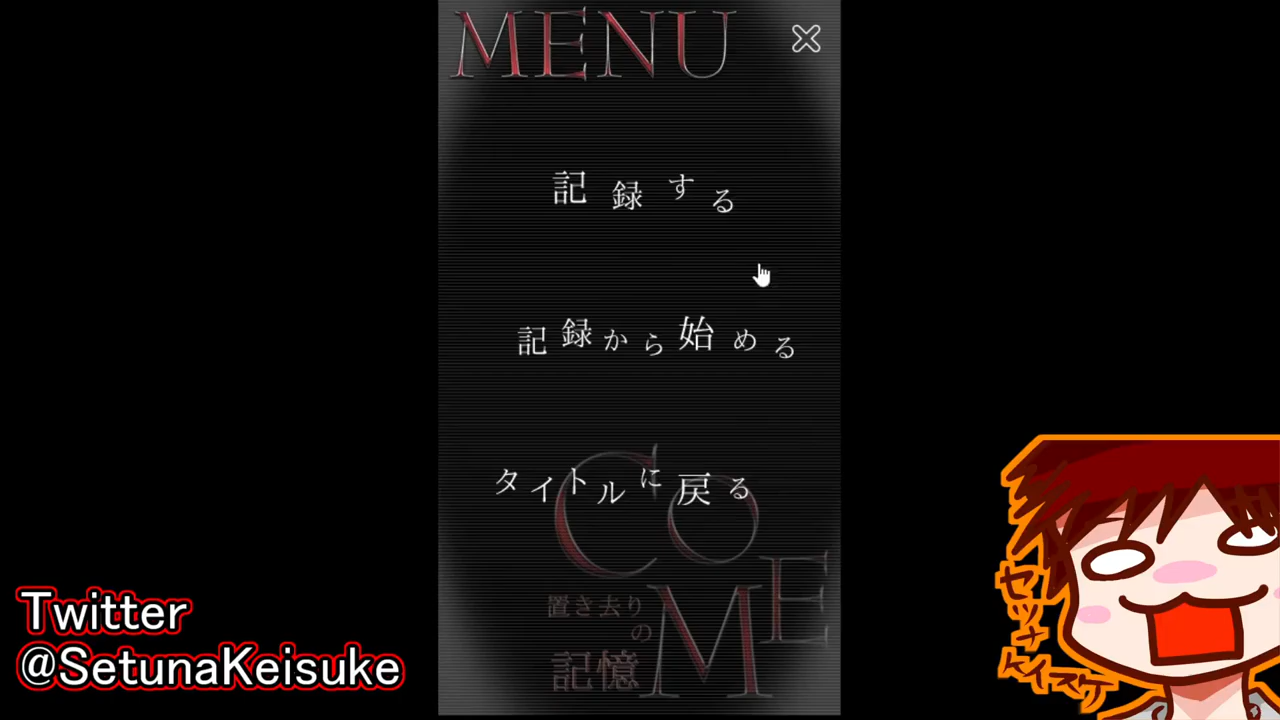 MENU
記録する
記録から始める
タイトルに戻る
COME
置き去り
の
記憶
Twitter
@SetunaKeisuke
セツナ
ケイスケ